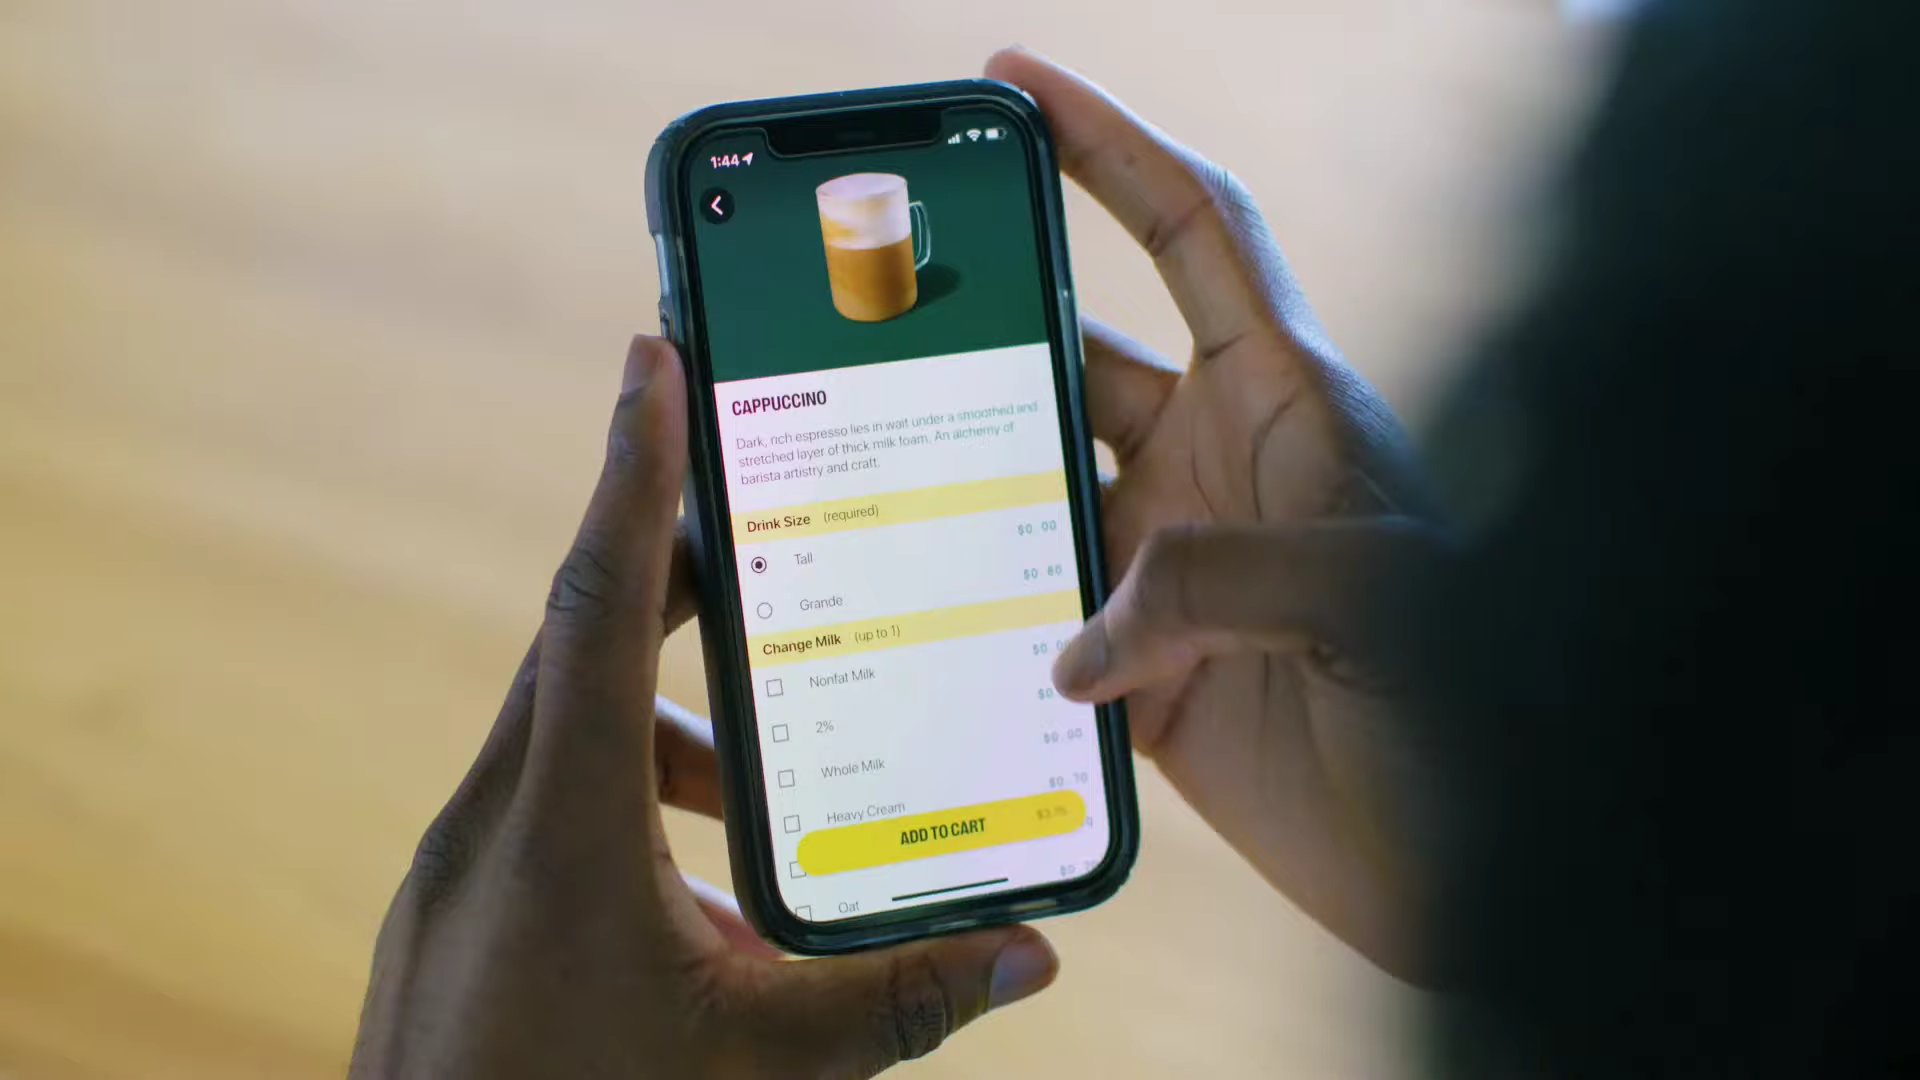 1:44
CAPPUCCINO
Dark, rich espresso lies in wait under a smoothed and
stretched layer of thick milk foam. An alchemy of
barista artistry and craft.
Drink Size (required)
Tall $0.00
Grande $0.60
Change Milk (up to 1)
Nonfat Milk
2%
Whole Milk $0.00
Heavy Cream $0.70
ADD TO CART
Oat